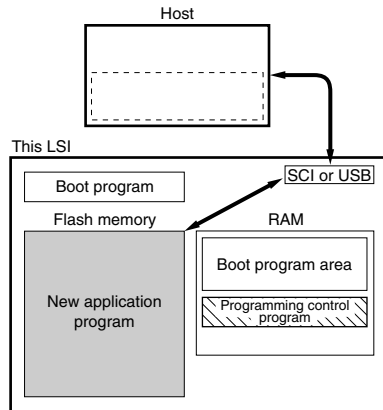 Host
This LSI
SCI or USB
Boot program
Flash memory
RAM
New application
program
Boot program area
Programming control
program